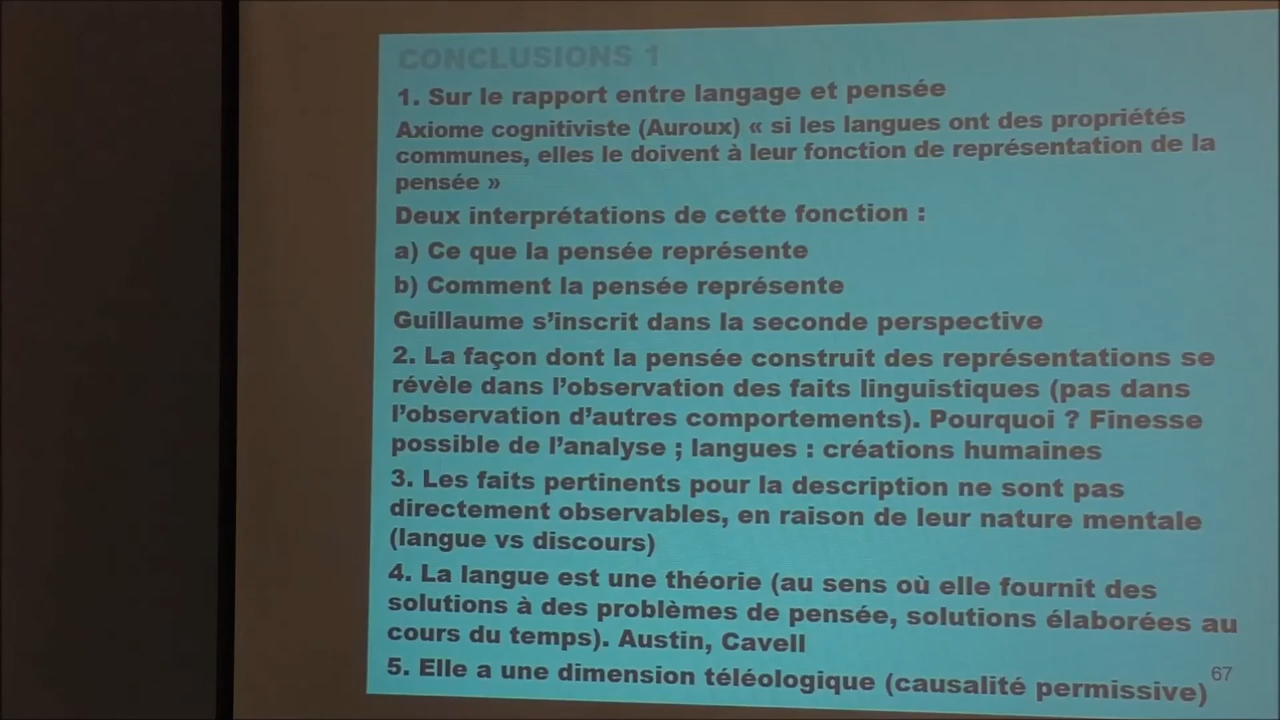 CONCLUSIONS 1
1. Sur le rapport entre langage et pensée
Axiome cognitiviste (Auroux) « si les langues ont des propriétés
communes, elles le doivent à leur fonction de représentation de la
pensée »
Deux interprétations de cette fonction :
a) Ce que la pensée représente
b) Comment la pensée représente
Guillaume s’inscrit dans la seconde perspective
2. La façon dont la pensée construit des représentations se
révèle dans l’observation des faits linguistiques (pas dans
l’observation d’autres comportements). Pourquoi ? Finesse
possible de l’analyse ; langues : créations humaines
3. Les faits pertinents pour la description ne sont pas
directement observables, en raison de leur nature mentale
(langue vs discours)
4. La langue est une théorie (au sens où elle fournit des
solutions à des problèmes de pensée, solutions élaborées au
cours du temps). Austin, Cavell
5. Elle a une dimension téléologique (causalité permissive)
67